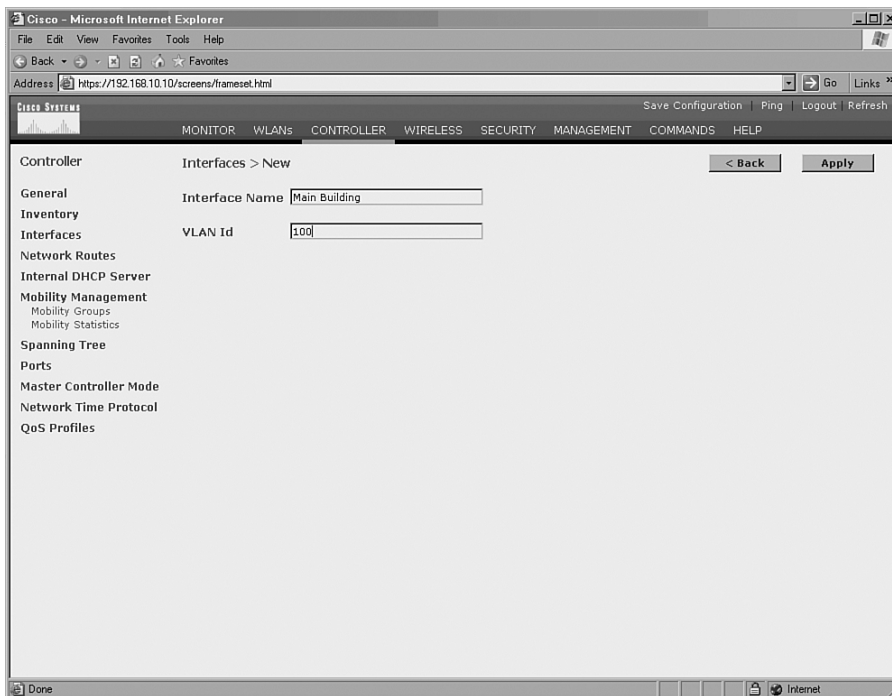 Cisco - Microsoft Internet Explorer
File Edit View Favorites Tools Help
Back Favorites
Address https://192.168.10.10/screens/frameset.html Go Links »
CISCO SYSTEMS
Save Configuration | Ping | Logout | Refresh
MONITOR WLANs CONTROLLER WIRELESS SECURITY MANAGEMENT COMMANDS HELP
Controller
General
Inventory
Interfaces
Network Routes
Internal DHCP Server
Mobility Management
Mobility Groups
Mobility Statistics
Spanning Tree
Ports
Master Controller Mode
Network Time Protocol
QoS Profiles
Interfaces > New
< Back Apply
Interface Name Main Building
VLAN Id 100
Done Internet